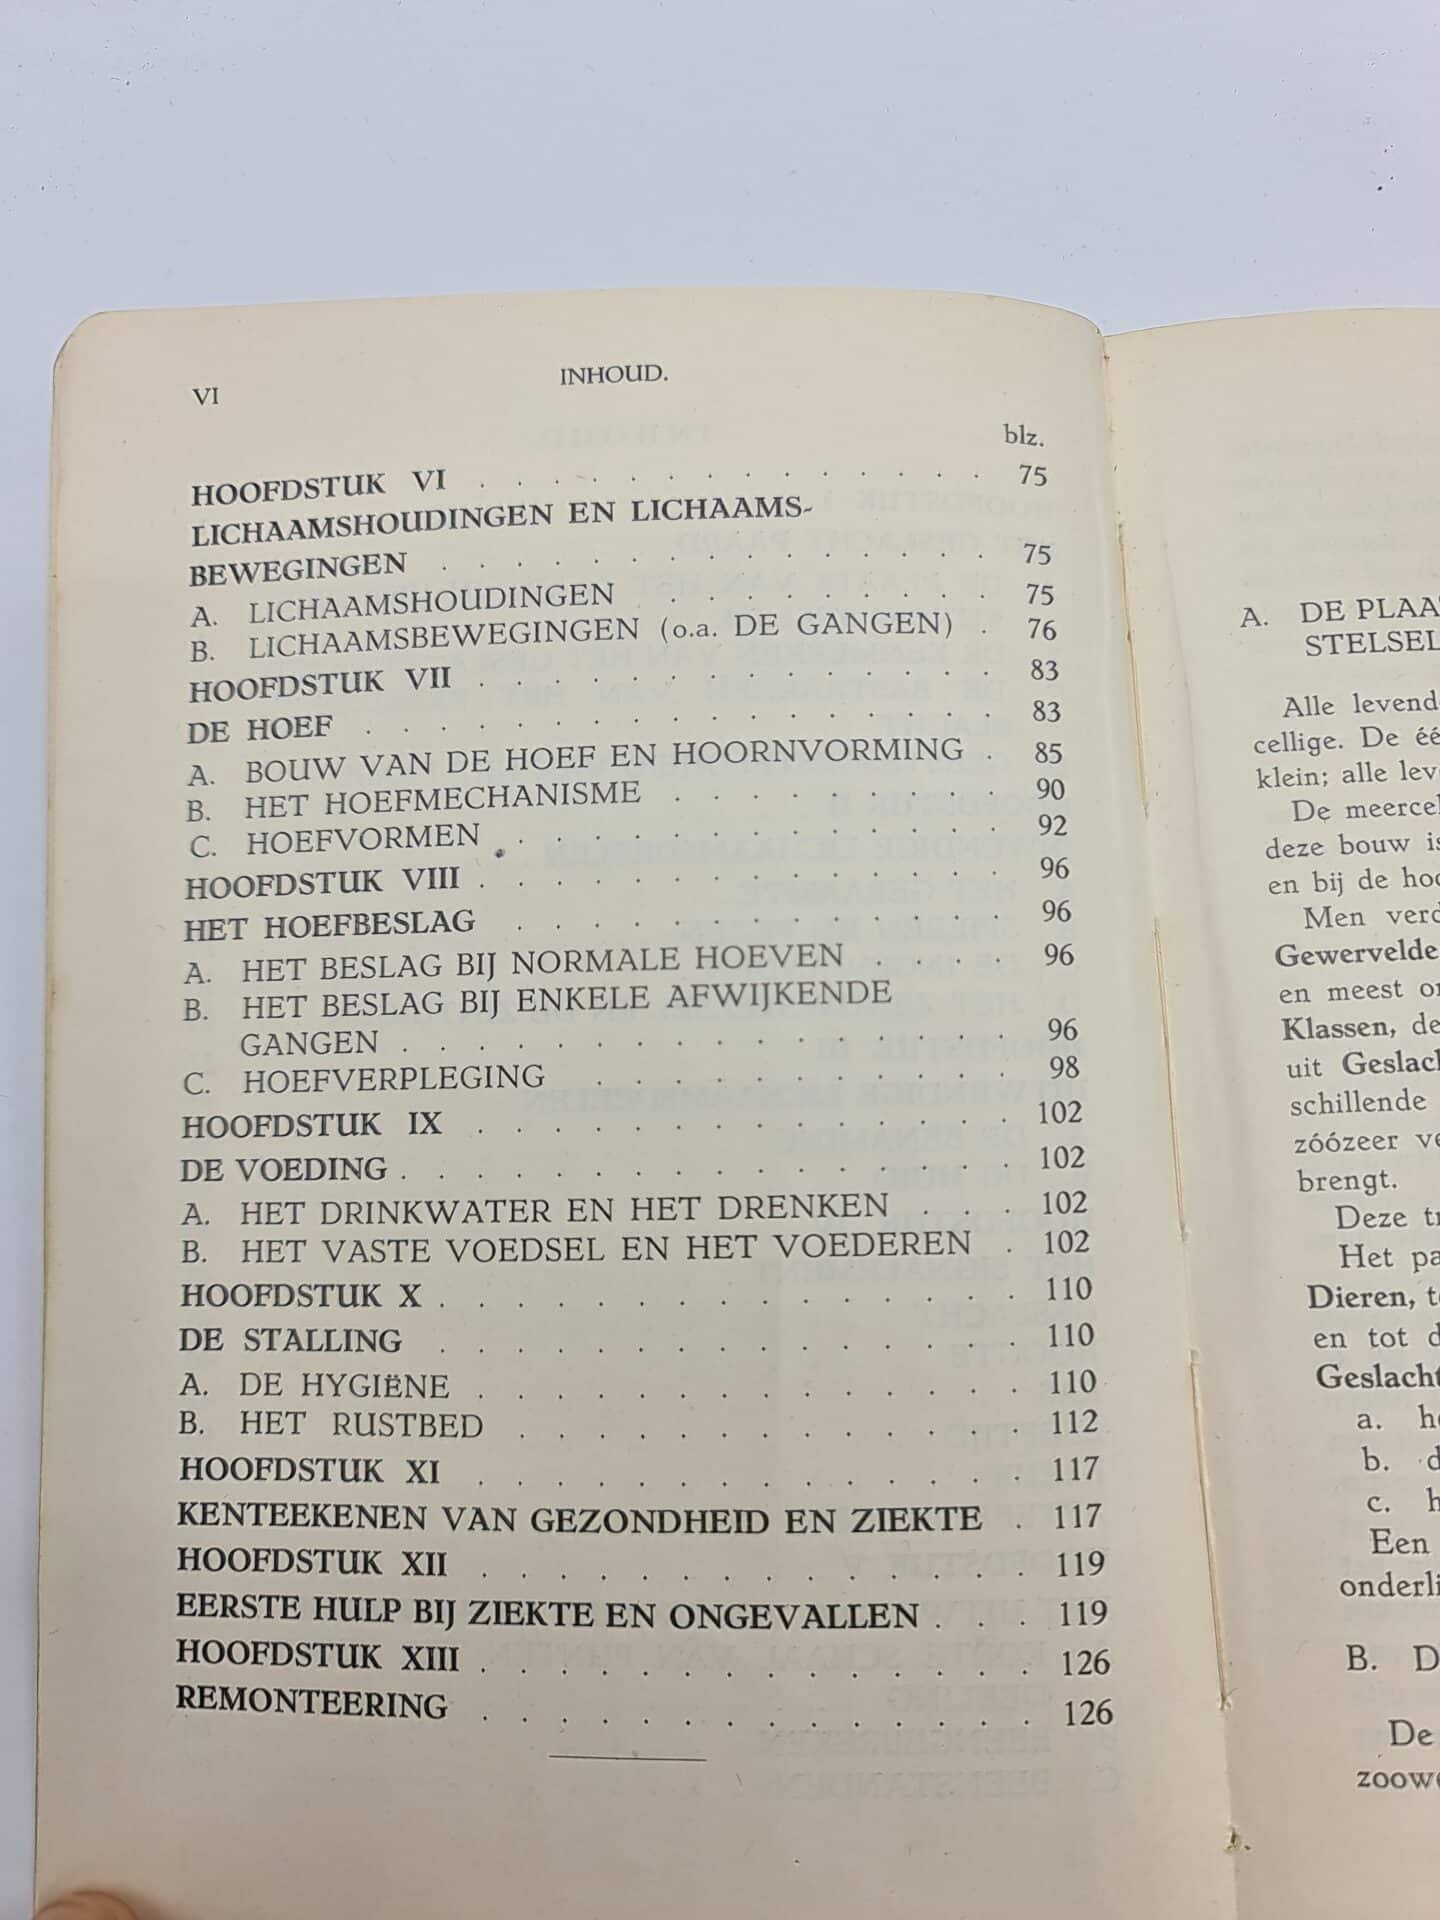 VI
INHOUD.
blz.
HOOFDSTUK VI . . . . . . . . . . . . 75
LICHAAMSHOUDINGEN EN LICHAAMS-
BEWEGINGEN . . . . . . . . . . . . . 75
A. LICHAAMSHOUDINGEN . . . . . . . . . 75
B. LICHAAMSBEWEGINGEN (o.a. DE GANGEN) . 76
HOOFDSTUK VII . . . . . . . . . . . . . 83
DE HOEF . . . . . . . . . . . . . . . . 83
A. BOUW VAN DE HOEF EN HOORNVORMING . 85
B. HET HOEFMECHANISME . . . . . . . . . 90
C. HOEFVORMEN . . . . . . . . . . . . . 92
HOOFDSTUK VIII . . . . . . . . . . . . . . 96
HET HOEFBESLAG . . . . . . . . . . . . . 96
A. HET BESLAG BIJ NORMALE HOEVEN . . . . 96
B. HET BESLAG BIJ ENKELE AFWIJKENDE
GANGEN . . . . . . . . . . . . . . . . 96
C. HOEFVERPLEGING . . . . . . . . . . . 98
HOOFDSTUK IX . . . . . . . . . . . . . . 102
DE VOEDING . . . . . . . . . . . . . . . . 102
A. HET DRINKWATER EN HET DRENKEN . . . 102
B. HET VASTE VOEDSEL EN HET VOEDEREN . 102
HOOFDSTUK X . . . . . . . . . . . . . . . 110
DE STALLING . . . . . . . . . . . . . . . 110
A. DE HYGIËNE . . . . . . . . . . . . . . 110
B. HET RUSTBED . . . . . . . . . . . . . 112
HOOFDSTUK XI . . . . . . . . . . . . . . 117
KENTEEKENEN VAN GEZONDHEID EN ZIEKTE . 117
HOOFDSTUK XII . . . . . . . . . . . . . . 119
EERSTE HULP BIJ ZIEKTE EN ONGEVALLEN . . . 119
HOOFDSTUK XIII . . . . . . . . . . . . . . 126
REMONTEERING . . . . . . . . . . . . . . 126
A. DE PLAA
STELSEL
Alle levend
cellige. De éé
klein; alle lev
De meercel
deze bouw is
en bij de hoo
Men verd
Gewervelde
en meest o
Klassen, de
uit Geslach
schillende
zóózeer ve
brengt.
Deze tr
Het pa
Dieren, t
en tot d
Geslacht
a. h
b. d
c. h
Een
onderli
B. D
De
zoowe